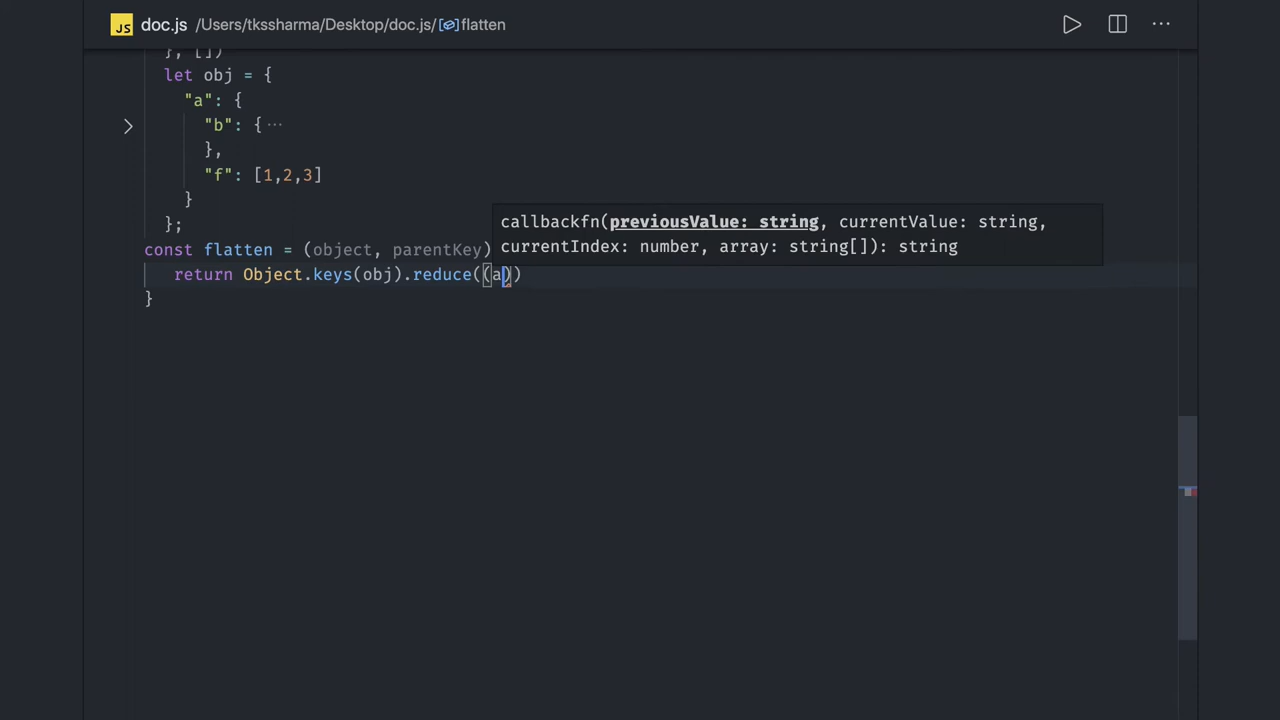 JS doc.js /Users/tkssharma/Desktop/doc.js/ flatten ...
}, [])
let obj = {
"a": {
"b": { ...
},
"f": [1,2,3]
}
};
callbackfn(previousValue: string, currentValue: string,
const flatten = (object, parentKey)
currentIndex: number, array: string[]): string
return Object.keys(obj).reduce((a))
}